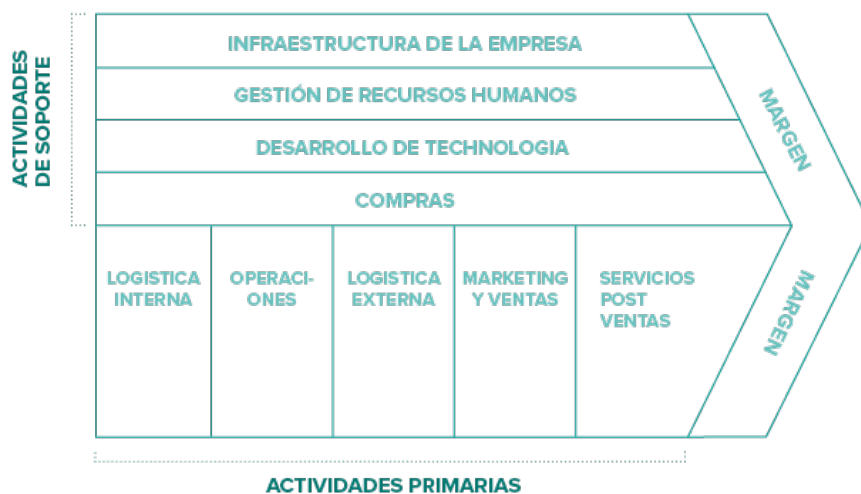 ACTIVIDADES
DE SOPORTE
INFRAESTRUCTURA DE LA EMPRESA
GESTIÓN DE RECURSOS HUMANOS
DESARROLLO DE TECHNOLOGIA
COMPRAS
MARGEN
MARGEN
LOGISTICA
INTERNA
OPERACI-
ONES
LOGISTICA
EXTERNA
MARKETING
Y VENTAS
SERVICIOS
POST
VENTAS
ACTIVIDADES PRIMARIAS